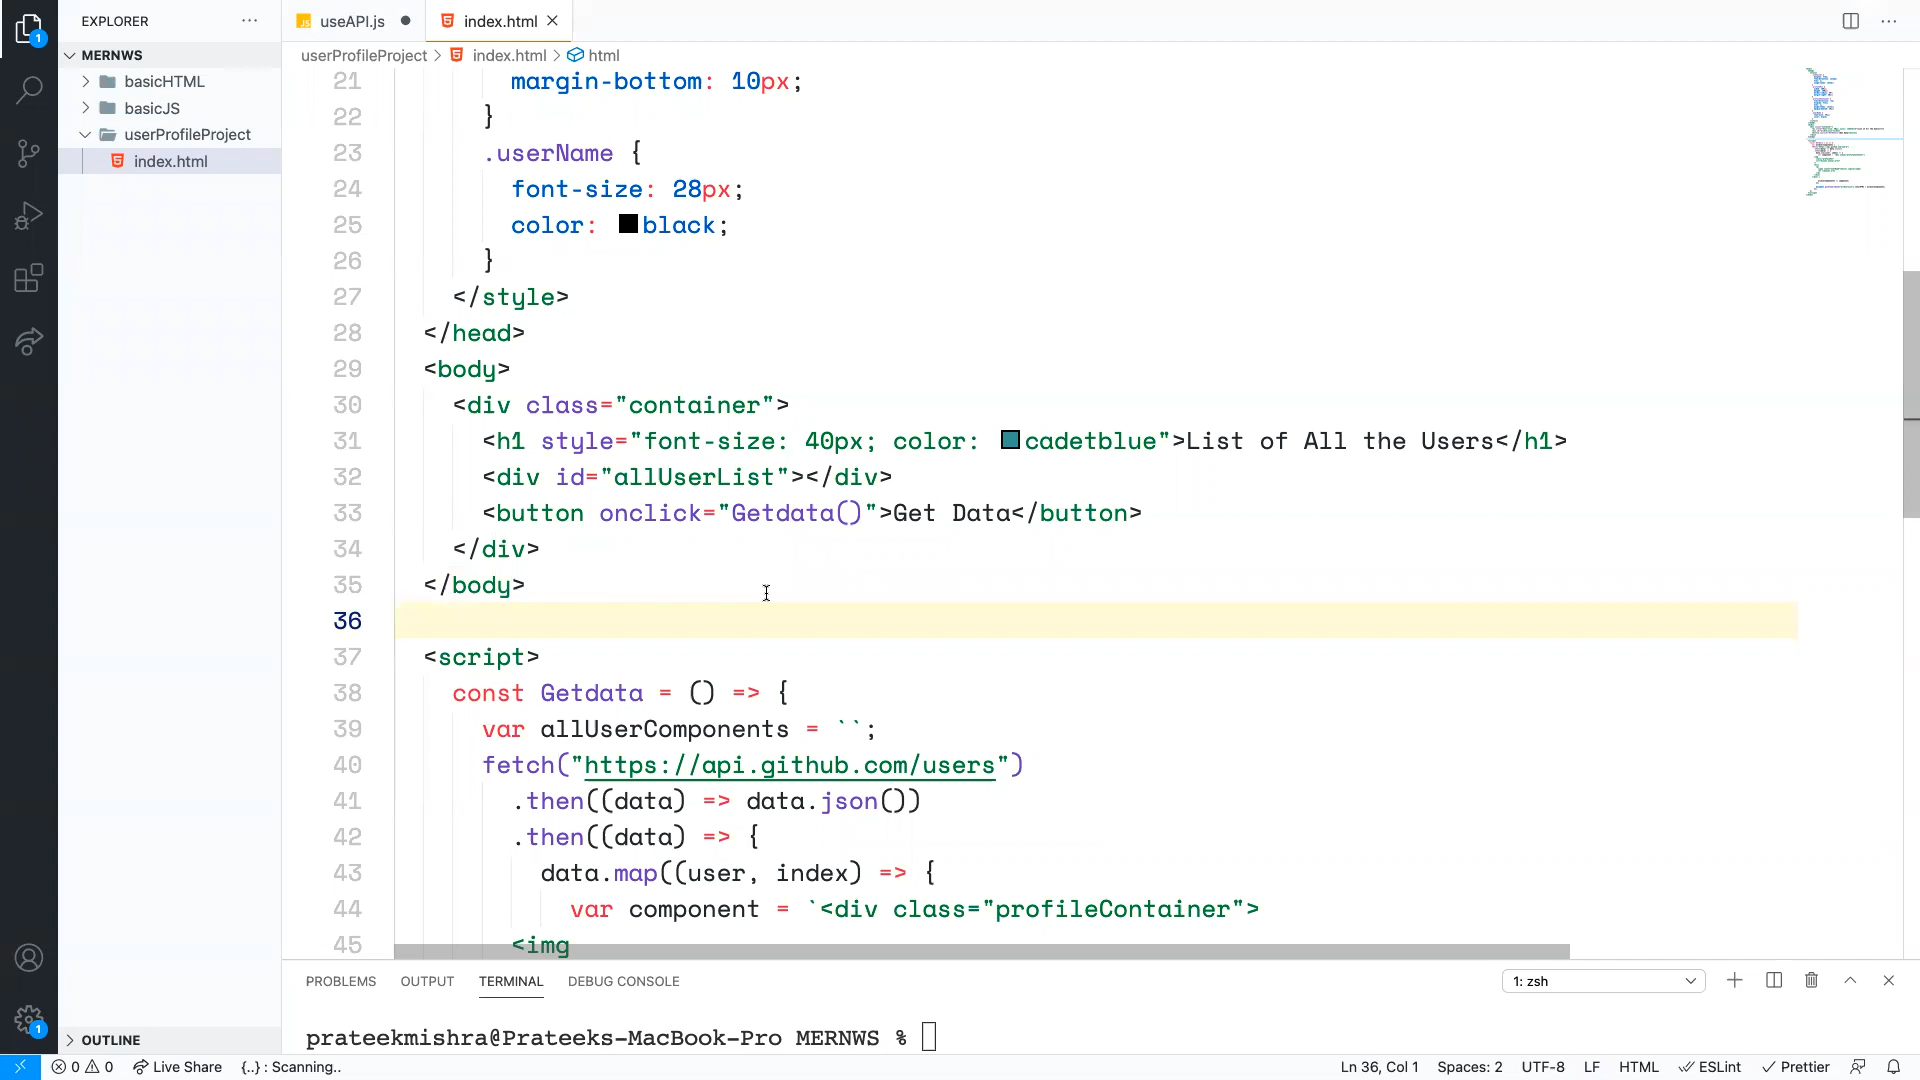 EXPLORER
useAPI.js
index.html
MERNWS
basicHTML
basicJS
userProfileProject
index.html
userProfileProject > index.html > html
21 margin-bottom: 10px;
22 }
23 .userName {
24 font-size: 28px;
25 color: black;
26 }
27 </style>
28 </head>
29 <body>
30 <div class="container">
31 <h1 style="font-size: 40px; color: cadetblue">List of All the Users</h1>
32 <div id="allUserList"></div>
33 <button onclick="Getdata()">Get Data</button>
34 </div>
35 </body>
36
37 <script>
38 const Getdata = () => {
39 var allUserComponents = ``;
40 fetch("https://api.github.com/users")
41 .then((data) => data.json())
42 .then((data) => {
43 data.map((user, index) => {
44 var component = `<div class="profileContainer">
45 <img
PROBLEMS OUTPUT TERMINAL DEBUG CONSOLE
1: zsh
prateekmishra@Prateeks-MacBook-Pro MERNWS %
1
1
OUTLINE
0 0 Live Share {..} : Scanning..
Ln 36, Col 1 Spaces: 2 UTF-8 LF HTML ESLint Prettier